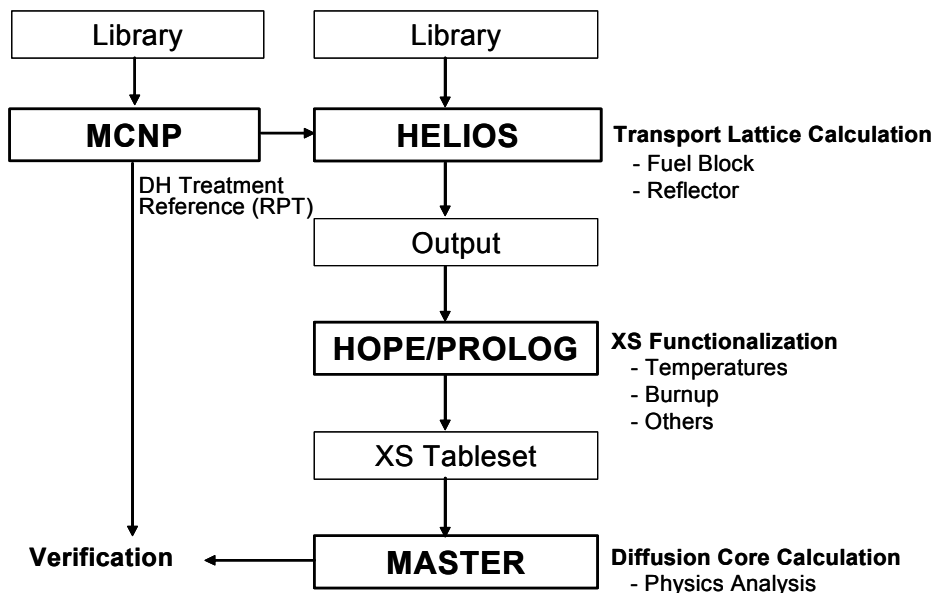 Library
Library
MCNP
HELIOS
Transport Lattice Calculation
- Fuel Block
- Reflector
DH Treatment
Reference (RPT)
Output
HOPE/PROLOG
XS Functionalization
- Temperatures
- Burnup
- Others
XS Tableset
Verification
MASTER
Diffusion Core Calculation
- Physics Analysis